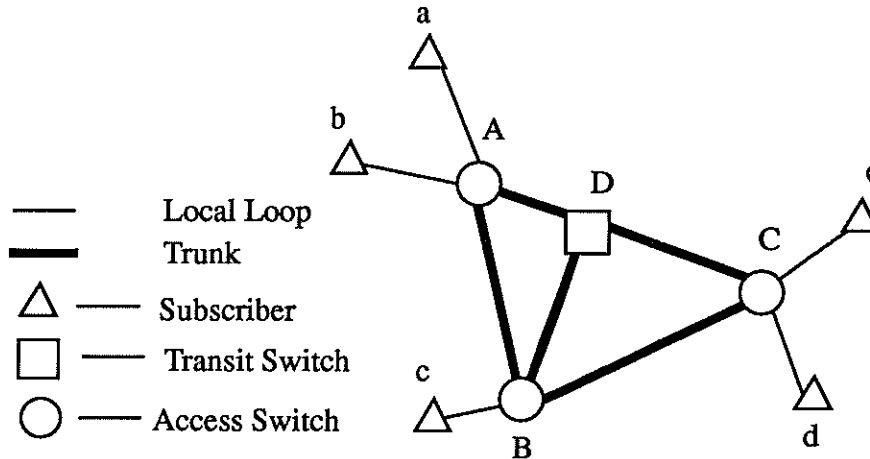 a
A
b
D
e
C
Local Loop
Trunk
Subscriber
Transit Switch
Access Switch
c
B
d